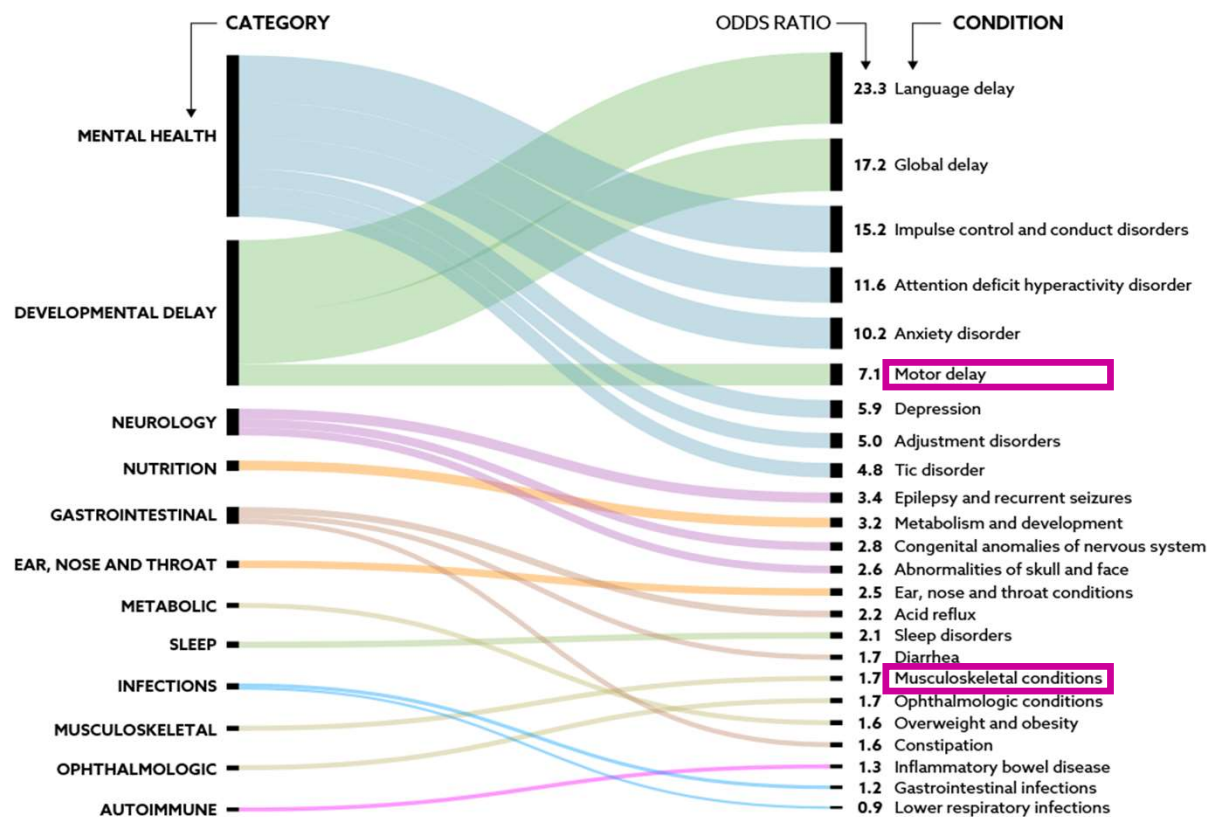 CATEGORY
ODDS RATIO
CONDITION
MENTAL HEALTH
DEVELOPMENTAL DELAY
NEUROLOGY
NUTRITION
GASTROINTESTINAL
EAR, NOSE AND THROAT
METABOLIC
SLEEP
INFECTIONS
MUSCULOSKELETAL
OPHTHALMOLOGIC
AUTOIMMUNE
23.3 Language delay
17.2 Global delay
15.2 Impulse control and conduct disorders
11.6 Attention deficit hyperactivity disorder
10.2 Anxiety disorder
7.1 Motor delay
5.9 Depression
5.0 Adjustment disorders
4.8 Tic disorder
3.4 Epilepsy and recurrent seizures
3.2 Metabolism and development
2.8 Congenital anomalies of nervous system
2.6 Abnormalities of skull and face
2.5 Ear, nose and throat conditions
2.2 Acid reflux
2.1 Sleep disorders
1.7 Diarrhea
1.7 Musculoskeletal conditions
1.7 Ophthalmologic conditions
1.6 Overweight and obesity
1.6 Constipation
1.3 Inflammatory bowel disease
1.2 Gastrointestinal infections
0.9 Lower respiratory infections